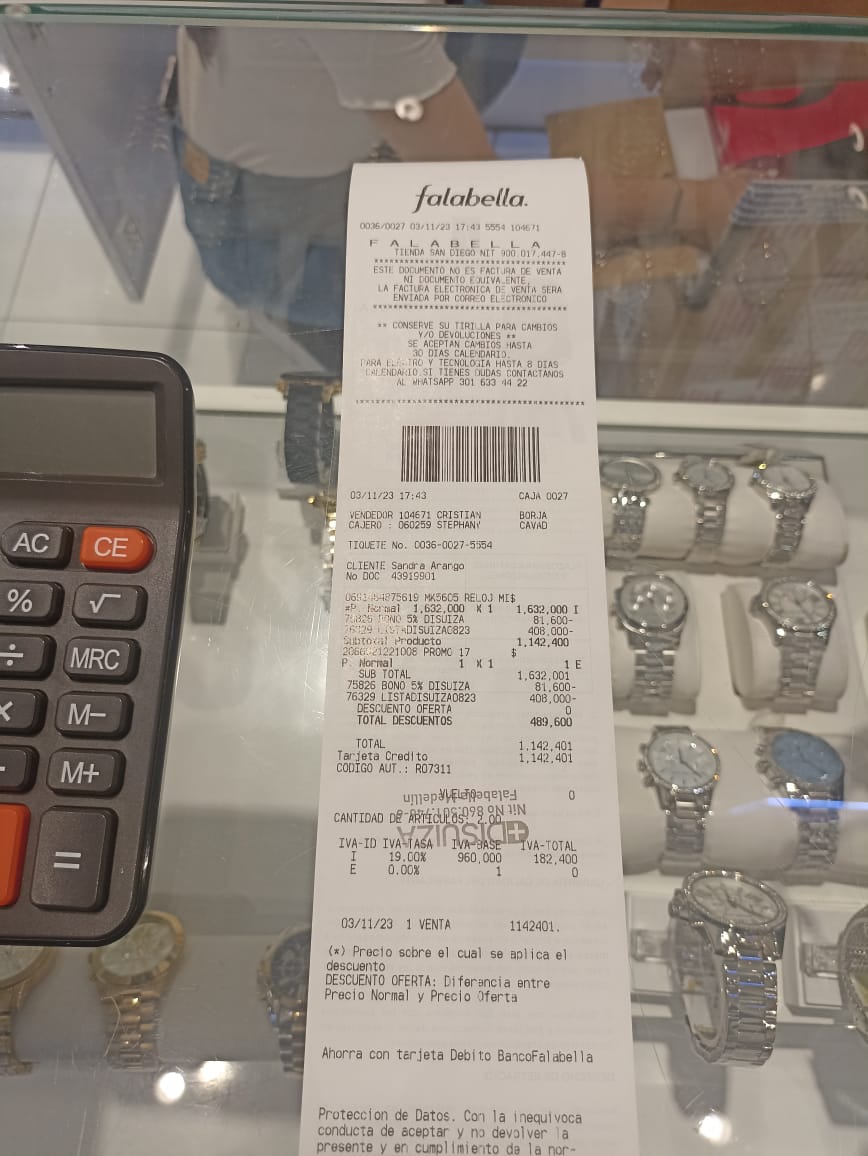 falabella.
0036/0027 03/11/23 17:43 5554 104671
F A L A B E L L A
TIENDA SAN DIEGO NIT 900.017.447-8
ESTE DOCUMENTO NO ES FACTURA DE VENTA
NI DOCUMENTO EQUIVALENTE,
LA FACTURA ELECTRONICA DE VENTA SERA
ENVIADA POR CORREO ELECTRONICO
** CONSERVE SU TIRILLA PARA CAMBIOS
Y/O DEVOLUCIONES **
SE ACEPTAN CAMBIOS HASTA
30 DIAS CALENDARIO.
PARA ELECTRO Y TECNOLOGIA HASTA 8 DIAS
CALENDARIO.SI TIENES DUDAS CONTACTANOS
AL WHATSAPP 301 633 44 22
03/11/23 17:43 CAJA 0027
VENDEDOR 104671 CRISTIAN BORJA
CAJERO : 060259 STEPHANY CAVAD
TIQUETE No. 0036-0027-5554
CLIENTE Sandra Arango
No DOC 43919901
MK5605 RELOJ MI$
*P. Normal 1,632,000 X 1 1,632,000 I
75826 BONO 5% DISUIZA 81,600-
76329 LISTADISUIZA0823 408,000-
Subtotal Producto 1,142,400
PROMO 17 $
P. Normal 1 X 1 1 E
SUB TOTAL 1,632,001
75826 BONO 5% DISUIZA 81,600-
76329 LISTADISUIZA0823 408,000-
DESCUENTO OFERTA 0
TOTAL DESCUENTOS 489,600
TOTAL 1,142,401
Tarjeta Credito 1,142,401
CODIGO AUT.: R07311
VUELTO 0
Falabella Medellin
Nit No 860.501.
CANTIDAD DE ARTICULOS: 2.00
DISUIZA
IVA-ID IVA-TASA IVA-BASE IVA-TOTAL
I 19.00% 960,000 182,400
E 0.00% 1 0
03/11/23 1 VENTA 1142401.
(*) Precio sobre el cual se aplica el
descuento
DESCUENTO OFERTA: Diferencia entre
Precio Normal y Precio Oferta
Ahorra con tarjeta Debito BancoFalabella
Proteccion de Datos. Con la inequivoca
conducta de aceptar y no devolver la
presente y en cumplimiento de la nor-
AC CE
% √
÷ MRC
× M−
- M+
=